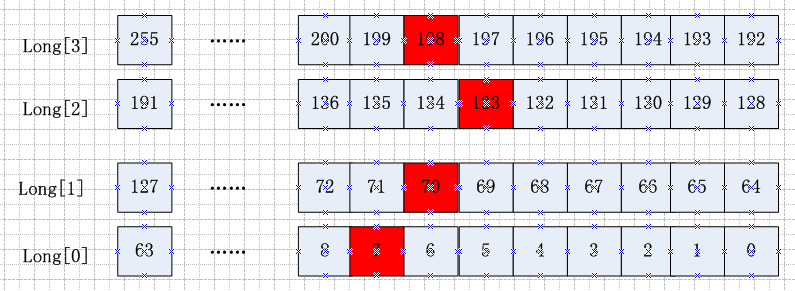 Long[3] 255 ...... 200 199 198 197 196 195 194 193 192
Long[2] 191 ...... 136 135 134 133 132 131 130 129 128
Long[1] 127 ...... 72 71 70 69 68 67 66 65 64
Long[0] 63 ...... 8 7 6 5 4 3 2 1 0